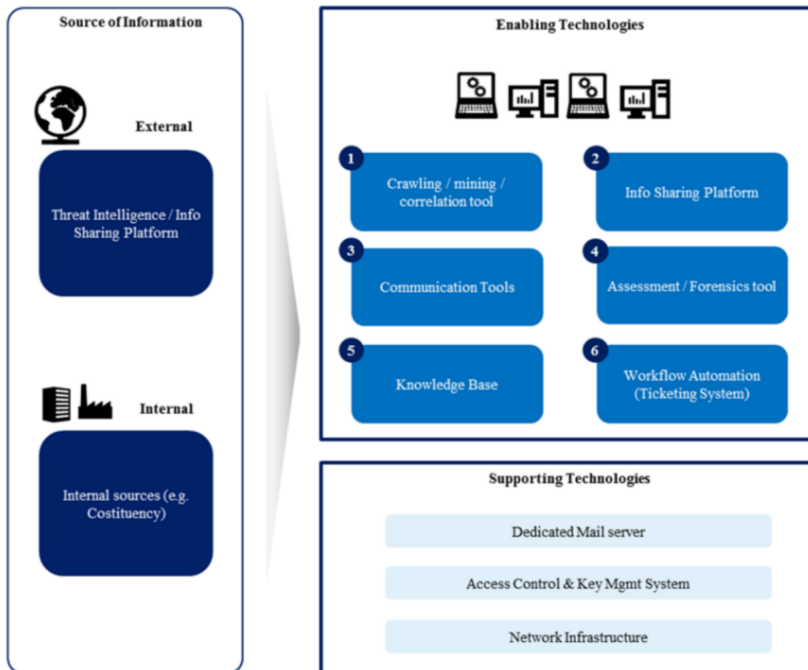 Source of Information
External
Threat Intelligence / Info
Sharing Platform
Internal
Internal sources (e.g.
Costituency)
Enabling Technologies
1
Crawling / mining /
correlation tool
2
Info Sharing Platform
3
Communication Tools
4
Assessment / Forensics tool
5
Knowledge Base
6
Workflow Automation
(Ticketing System)
Supporting Technologies
Dedicated Mail server
Access Control & Key Mgmt System
Network Infrastructure